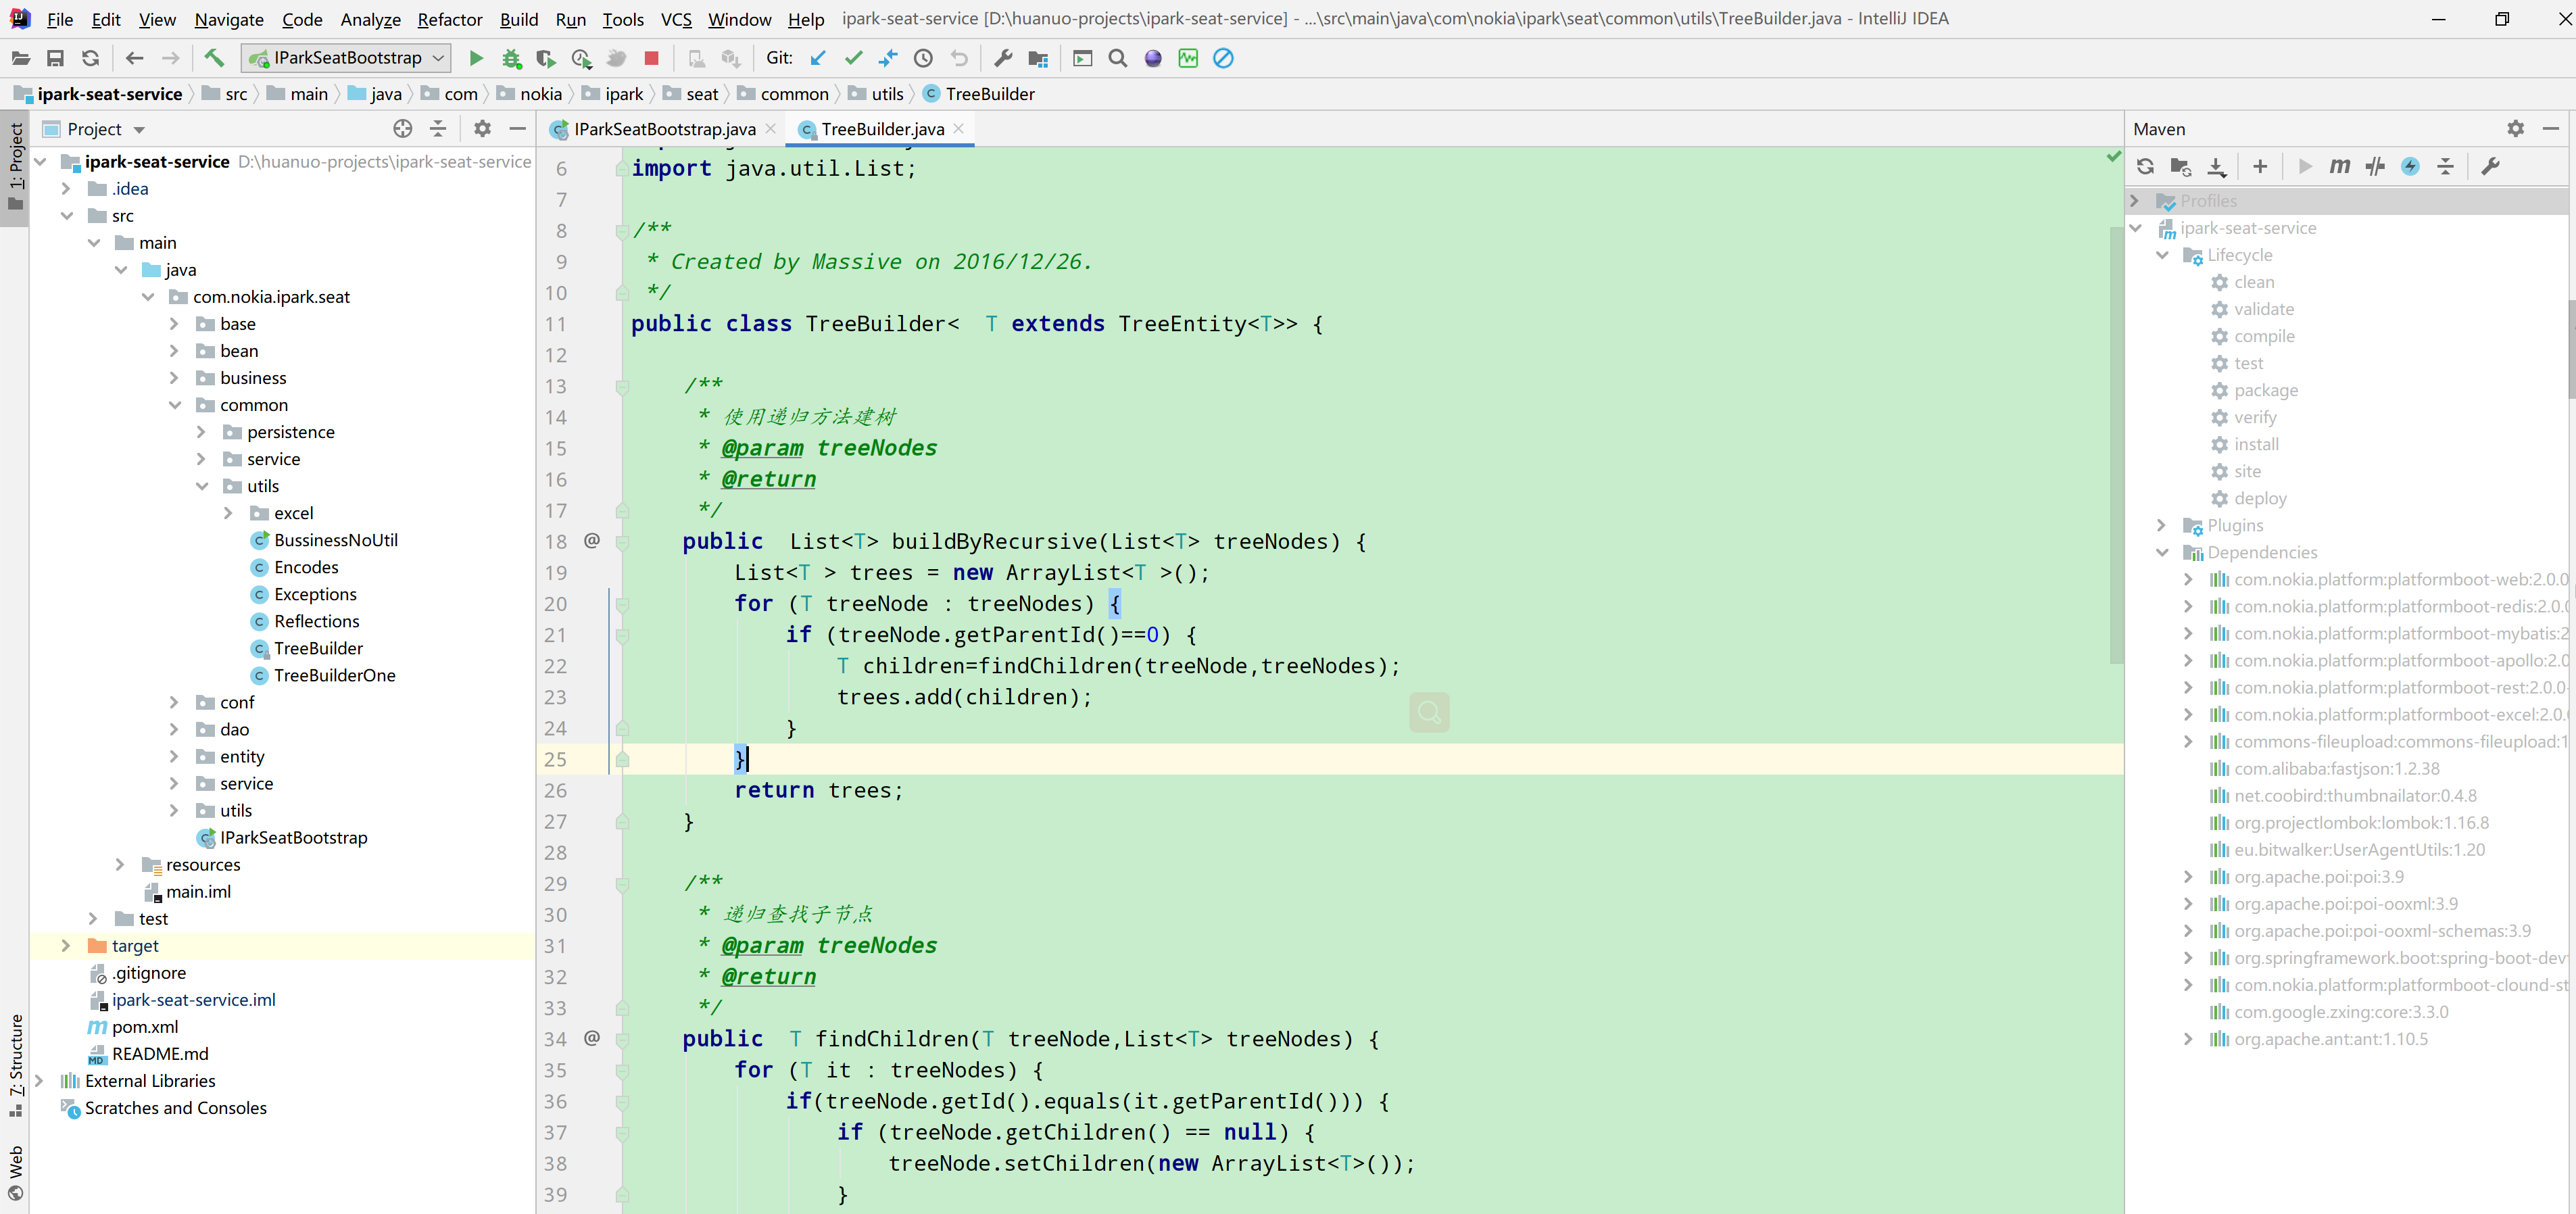 File Edit View Navigate Code Analyze Refactor Build Run Tools VCS Window Help ipark-seat-service [D:\huanuo-projects\ipark-seat-service] - ...\src\main\java\com\nokia\ipark\seat\common\utils\TreeBuilder.java - IntelliJ IDEA
IParkSeatBootstrap Git:
ipark-seat-service src main java com nokia ipark seat common utils TreeBuilder
1: Project
7: Structure
Web
Project
ipark-seat-service D:\huanuo-projects\ipark-seat-service
.idea
src
main
java
com.nokia.ipark.seat
base
bean
business
common
persistence
service
utils
excel
BussinessNoUtil
Encodes
Exceptions
Reflections
TreeBuilder
TreeBuilderOne
conf
dao
entity
service
utils
IParkSeatBootstrap
resources
main.iml
test
target
.gitignore
ipark-seat-service.iml
pom.xml
README.md
External Libraries
Scratches and Consoles
IParkSeatBootstrap.java TreeBuilder.java
6 import java.util.List;
7
8 /**
9 * Created by Massive on 2016/12/26.
10 */
11 public class TreeBuilder<  T extends TreeEntity<T>> {
12
13 /**
14 * 使用递归方法建树
15 * @param treeNodes
16 * @return
17 */
18 @ public  List<T> buildByRecursive(List<T> treeNodes) {
19 List<T > trees = new ArrayList<T >();
20 for (T treeNode : treeNodes) {
21 if (treeNode.getParentId()==0) {
22 T children=findChildren(treeNode,treeNodes);
23 trees.add(children);
24 }
25 }
26 return trees;
27 }
28
29 /**
30 * 递归查找子节点
31 * @param treeNodes
32 * @return
33 */
34 @ public  T findChildren(T treeNode,List<T> treeNodes) {
35 for (T it : treeNodes) {
36 if(treeNode.getId().equals(it.getParentId())) {
37 if (treeNode.getChildren() == null) {
38 treeNode.setChildren(new ArrayList<T>());
39 }
Maven
Profiles
ipark-seat-service
Lifecycle
clean
validate
compile
test
package
verify
install
site
deploy
Plugins
Dependencies
com.nokia.platform:platformboot-web:2.0.0
com.nokia.platform:platformboot-redis:2.0.
com.nokia.platform:platformboot-mybatis:2
com.nokia.platform:platformboot-apollo:2.0
com.nokia.platform:platformboot-rest:2.0.0-
com.nokia.platform:platformboot-excel:2.0.
commons-fileupload:commons-fileupload:1
com.alibaba:fastjson:1.2.38
net.coobird:thumbnailator:0.4.8
org.projectlombok:lombok:1.16.8
eu.bitwalker:UserAgentUtils:1.20
org.apache.poi:poi:3.9
org.apache.poi:poi-ooxml:3.9
org.apache.poi:poi-ooxml-schemas:3.9
org.springframework.boot:spring-boot-dev
com.nokia.platform:platformboot-clound-st
com.google.zxing:core:3.3.0
org.apache.ant:ant:1.10.5